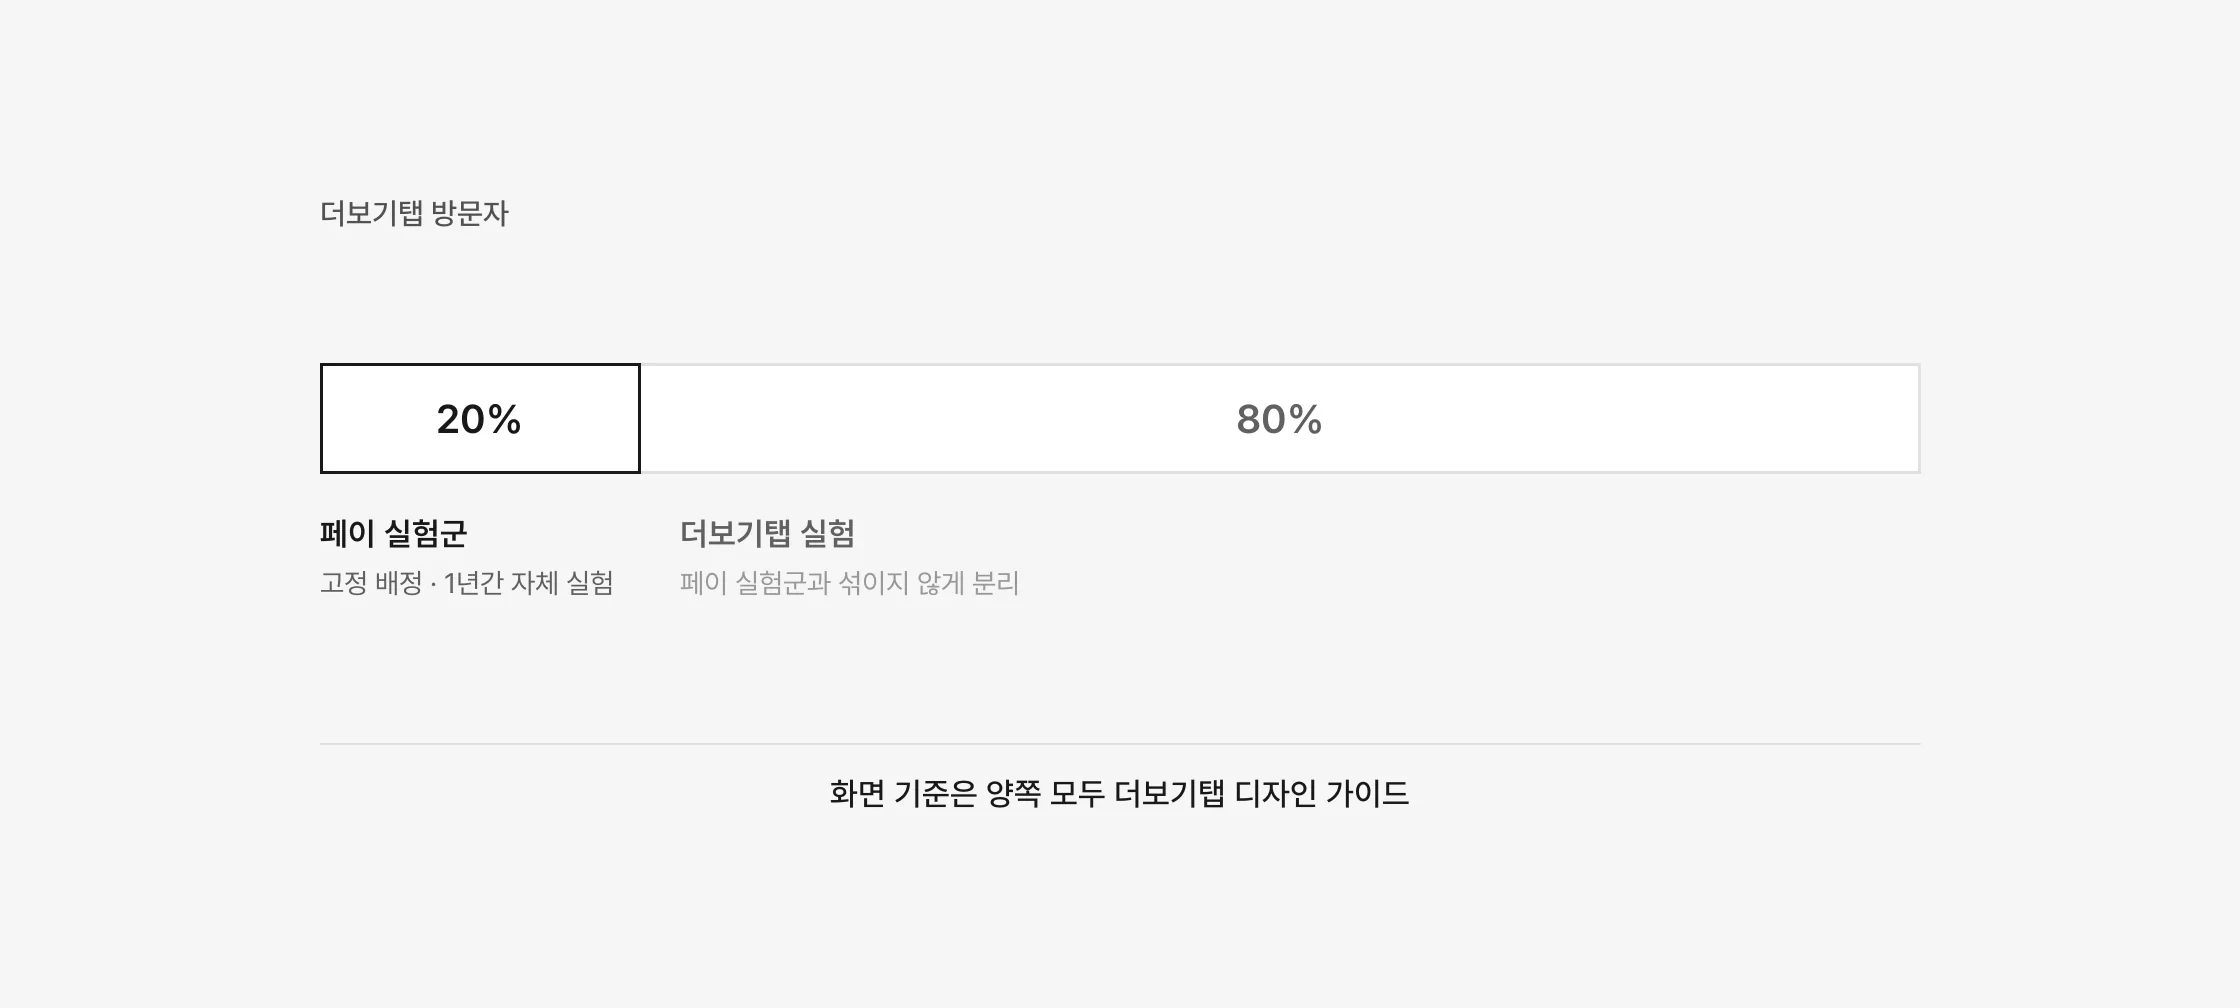 더보기탭 방문자
20%
80%
페이 실험군
더보기탭 실험
고정 배정 · 1년간 자체 실험
페이 실험군과 섞이지 않게 분리
화면 기준은 양쪽 모두 더보기탭 디자인 가이드